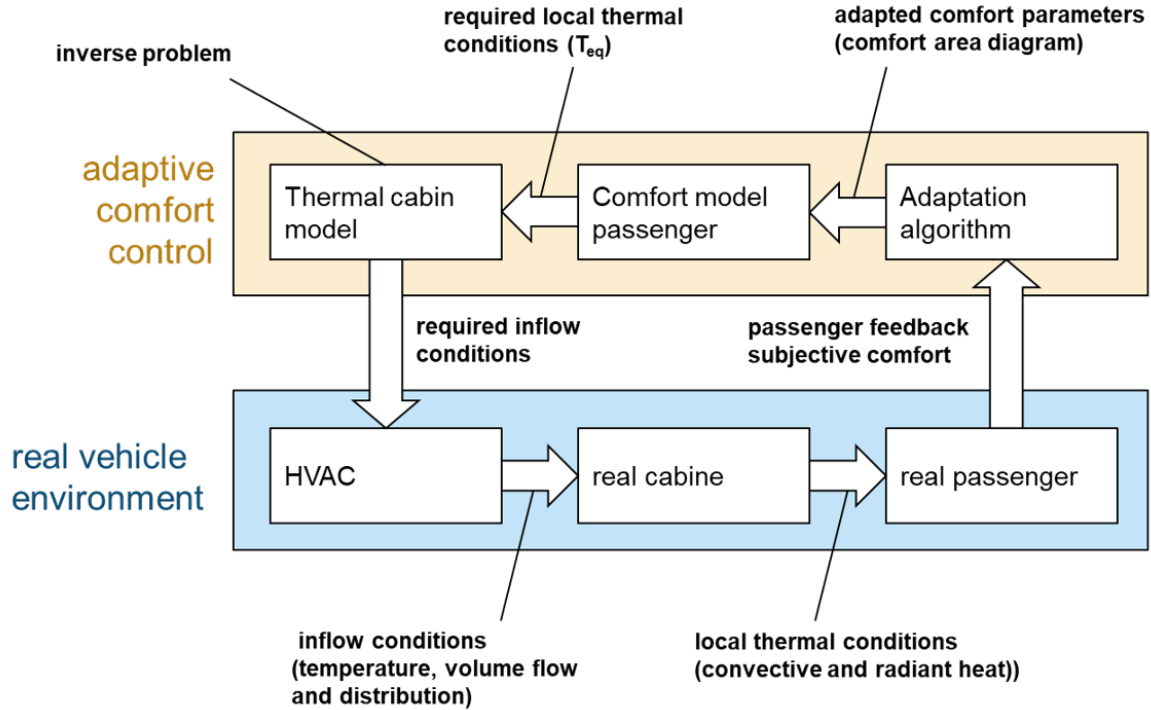 required local thermal
conditions (Teq)
adapted comfort parameters
(comfort area diagram)
inverse problem
adaptive
comfort
control
Thermal cabin
model
Comfort model
passenger
Adaptation
algorithm
required inflow
conditions
passenger feedback
subjective comfort
real vehicle
environment
HVAC
real cabine
real passenger
inflow conditions
(temperature, volume flow
and distribution)
local thermal conditions
(convective and radiant heat))